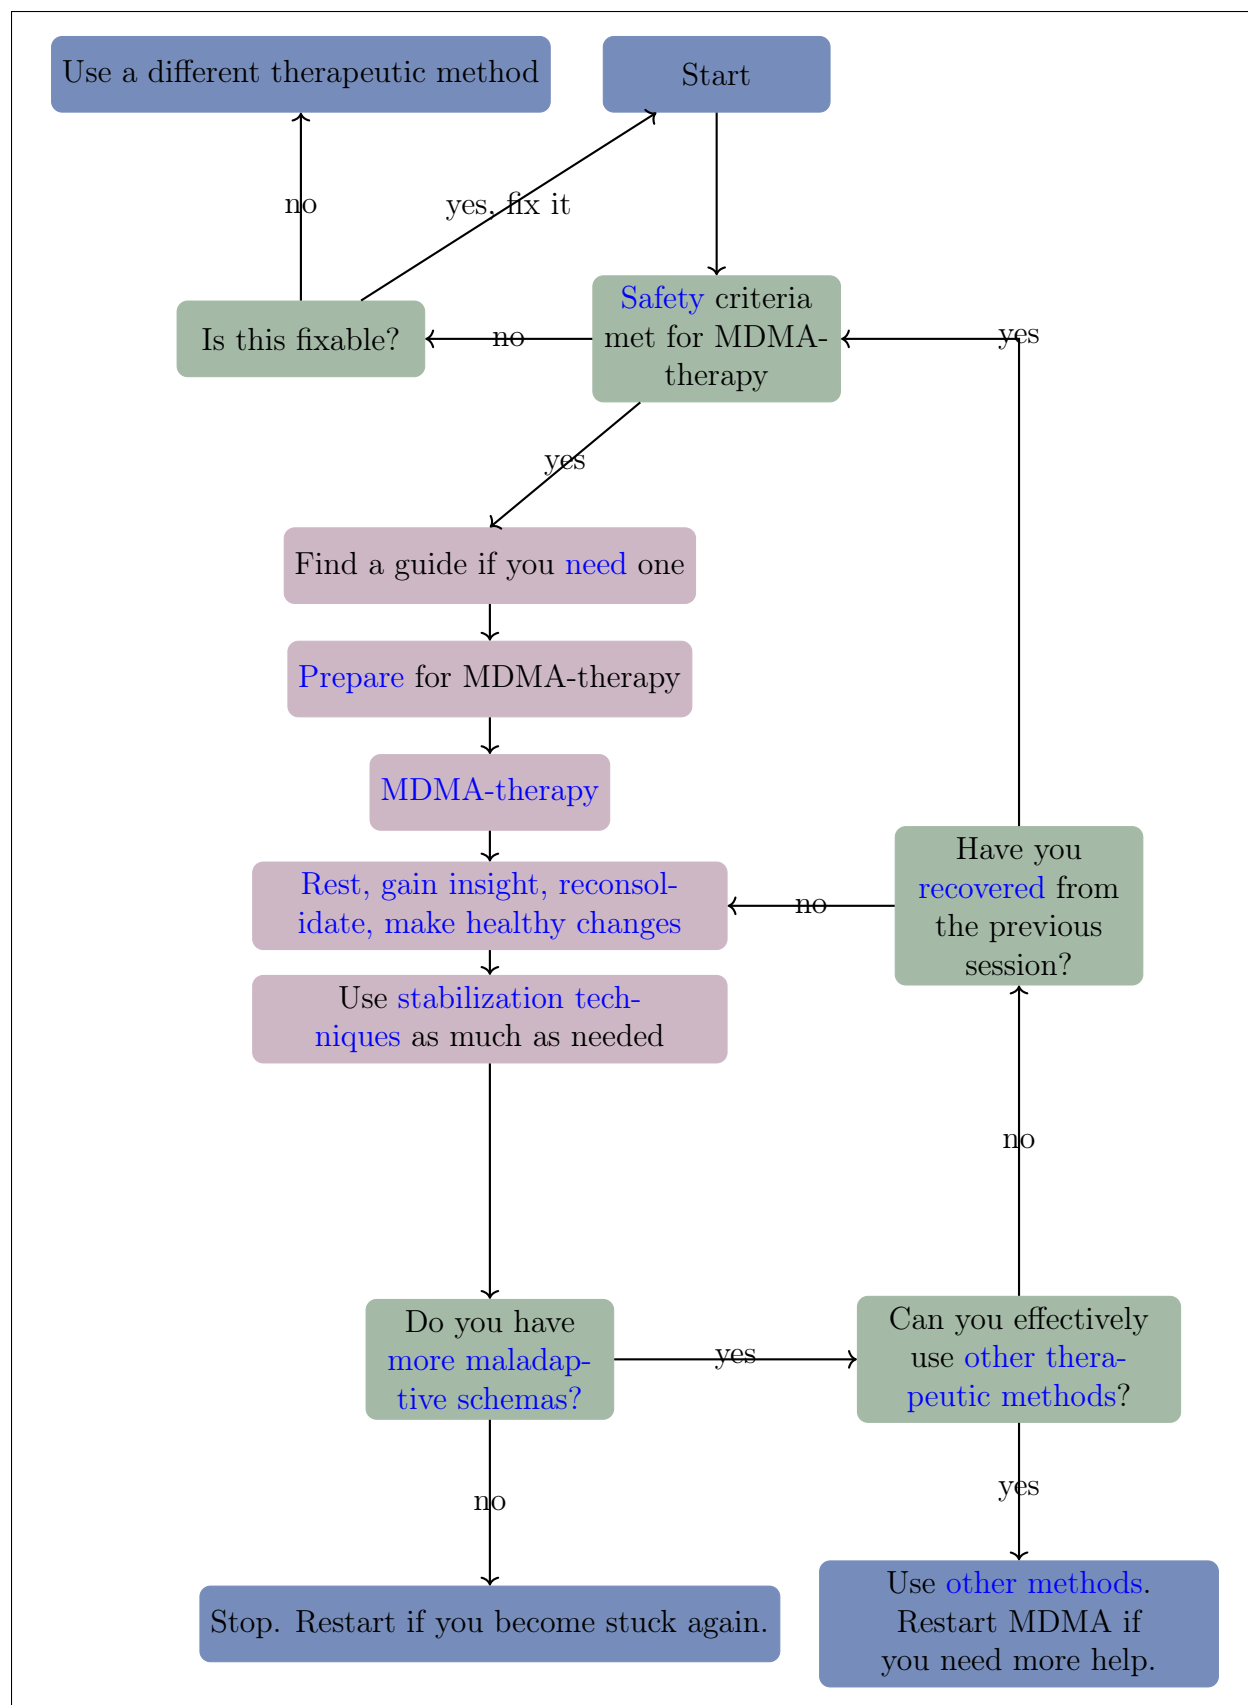 Use a different therapeutic method
Start
no
yes, fix it
Safety criteria
met for MDMA-
therapy
Is this fixable?
no
yes
yes
Find a guide if you need one
Prepare for MDMA-therapy
MDMA-therapy
Rest, gain insight, reconsol-
idate, make healthy changes
Have you
recovered from
the previous
session?
no
Use stabilization tech-
niques as much as needed
no
Do you have
more maladap-
tive schemas?
yes
Can you effectively
use other thera-
peutic methods?
no
yes
Stop. Restart if you become stuck again.
Use other methods.
Restart MDMA if
you need more help.